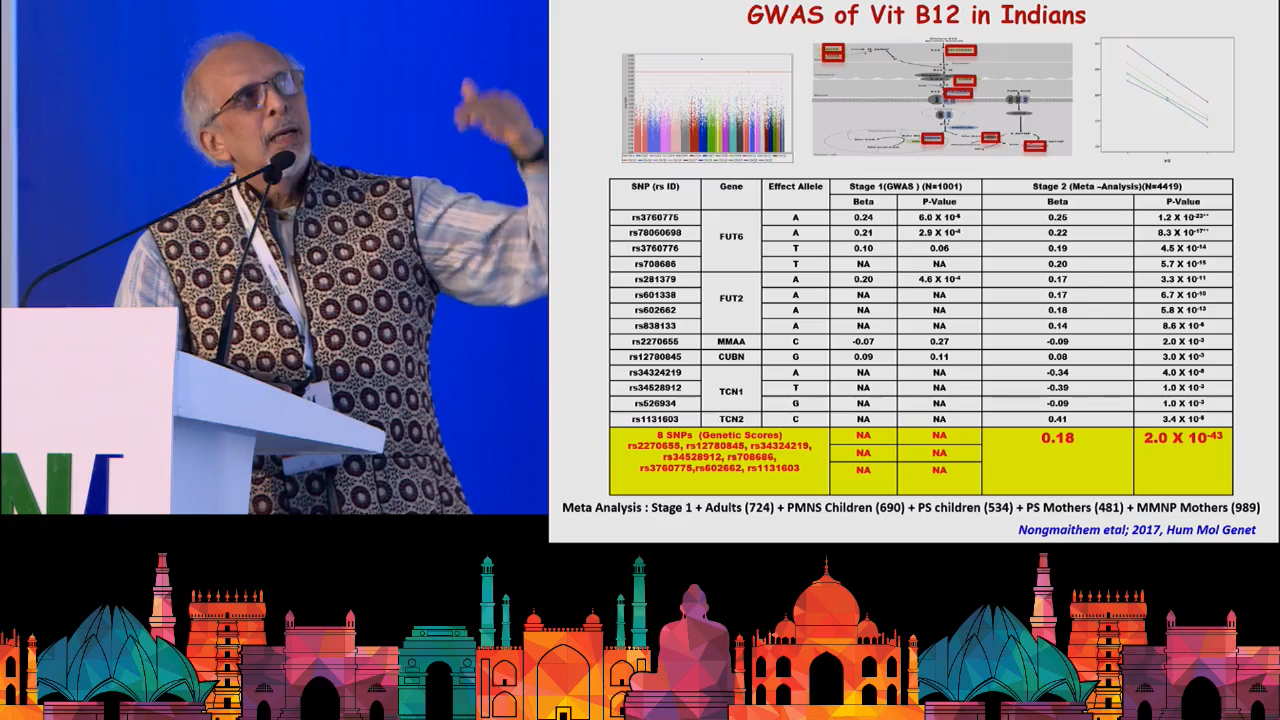 GWAS of Vit B12 in Indians
SNP (rs ID) Gene Effect Allele Stage 1(GWAS ) (N=1001) Stage 2 (Meta –Analysis)(N=4419)
Beta P-Value Beta P-Value
rs3760775 FUT6 A 0.24 6.0 X 10⁻⁶ 0.25 1.2 X 10⁻²³**
rs78060698 A 0.21 2.9 X 10⁻⁴ 0.22 8.3 X 10⁻¹⁷**
rs3760776 T 0.10 0.06 0.19 4.5 X 10⁻¹⁴
rs708686 T NA NA 0.20 5.7 X 10⁻¹⁵
rs281379 FUT2 A 0.20 4.6 X 10⁻⁴ 0.17 3.3 X 10⁻¹¹
rs601338 A NA NA 0.17 6.7 X 10⁻¹⁰
rs602662 A NA NA 0.18 5.8 X 10⁻¹³
rs838133 A NA NA 0.14 8.6 X 10⁻⁶
rs2270655 MMAA C -0.07 0.27 -0.09 2.0 X 10⁻³
rs12780845 CUBN G 0.09 0.11 0.08 3.0 X 10⁻³
rs34324219 TCN1 A NA NA -0.34 4.0 X 10⁻⁸
rs34528912 T NA NA -0.39 1.0 X 10⁻³
rs526934 G NA NA -0.09 1.0 X 10⁻³
rs1131603 TCN2 C NA NA 0.41 3.4 X 10⁻⁵
8 SNPs (Genetic Scores) NA NA 0.18 2.0 X 10⁻⁴³
rs2270655, rs12780845, rs34324219,
NA NA
rs34528912, rs708686,
rs3760775,rs602662, rs1131603 NA NA
Meta Analysis : Stage 1 + Adults (724) + PMNS Children (690) + PS children (534) + PS Mothers (481) + MMNP Mothers (989)
Nongmaithem etal; 2017, Hum Mol Genet